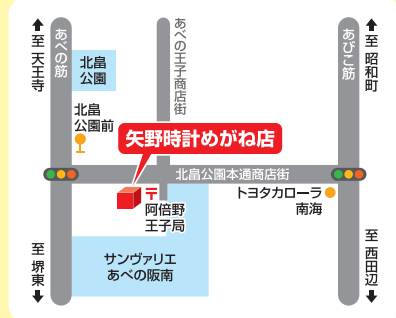 至 天王寺
あべの筋
北畠
公園
北畠
公園前
あべの王子商店街
あびこ筋
至 昭和町
矢野時計めがね店
北畠公園本通商店街
〒
阿倍野
王子局
トヨタカローラ
南海
サンヴァリエ
あべの阪南
至 堺東
至 西田辺